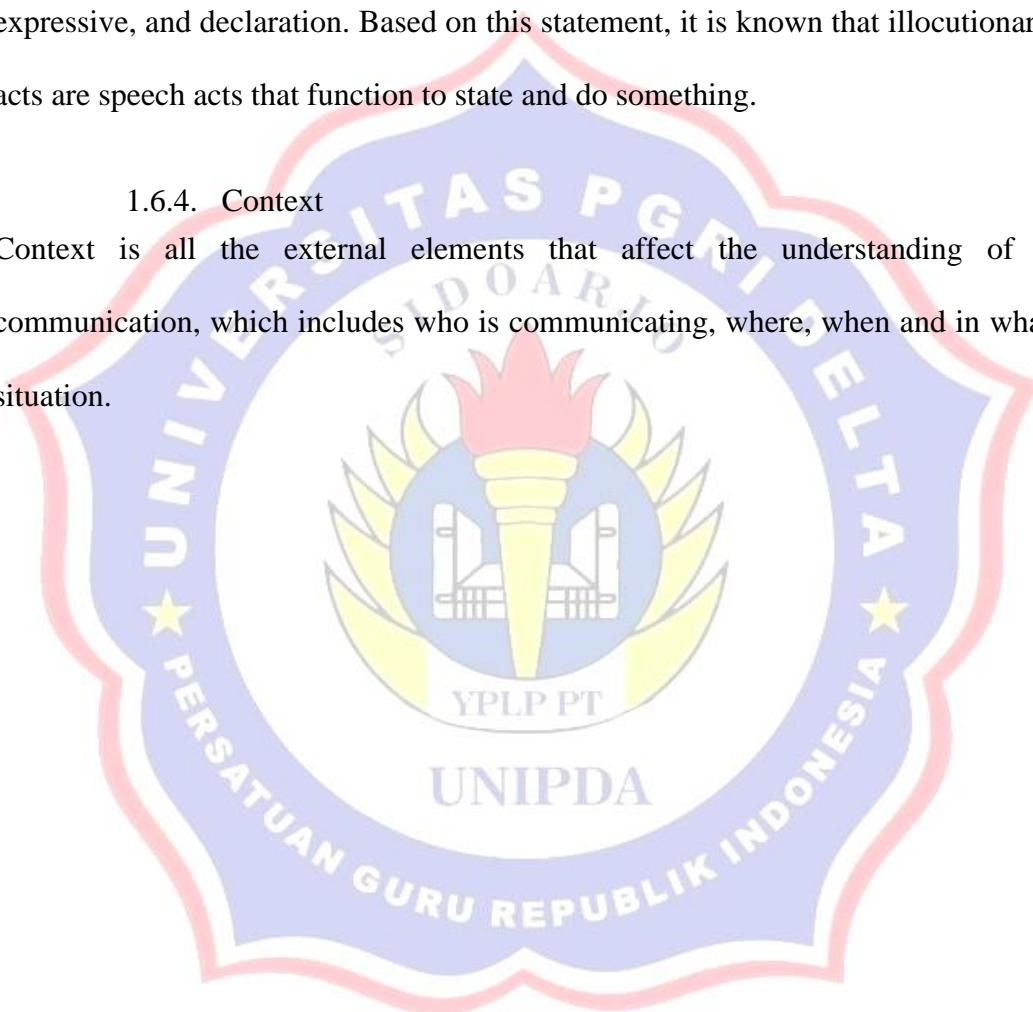 expressive, and declaration. Based on this statement, it is known that illocutionar
acts are speech acts that function to state and do something.
1.6.4. Context
Context is all the external elements that affect the understanding of
communication, which includes who is communicating, where, when and in wha
situation.
UNIVERSITAS PGRI DELTA
SIDOARJO
YPLP PT
UNIPDA
PERSATUAN GURU REPUBLIK INDONESIA